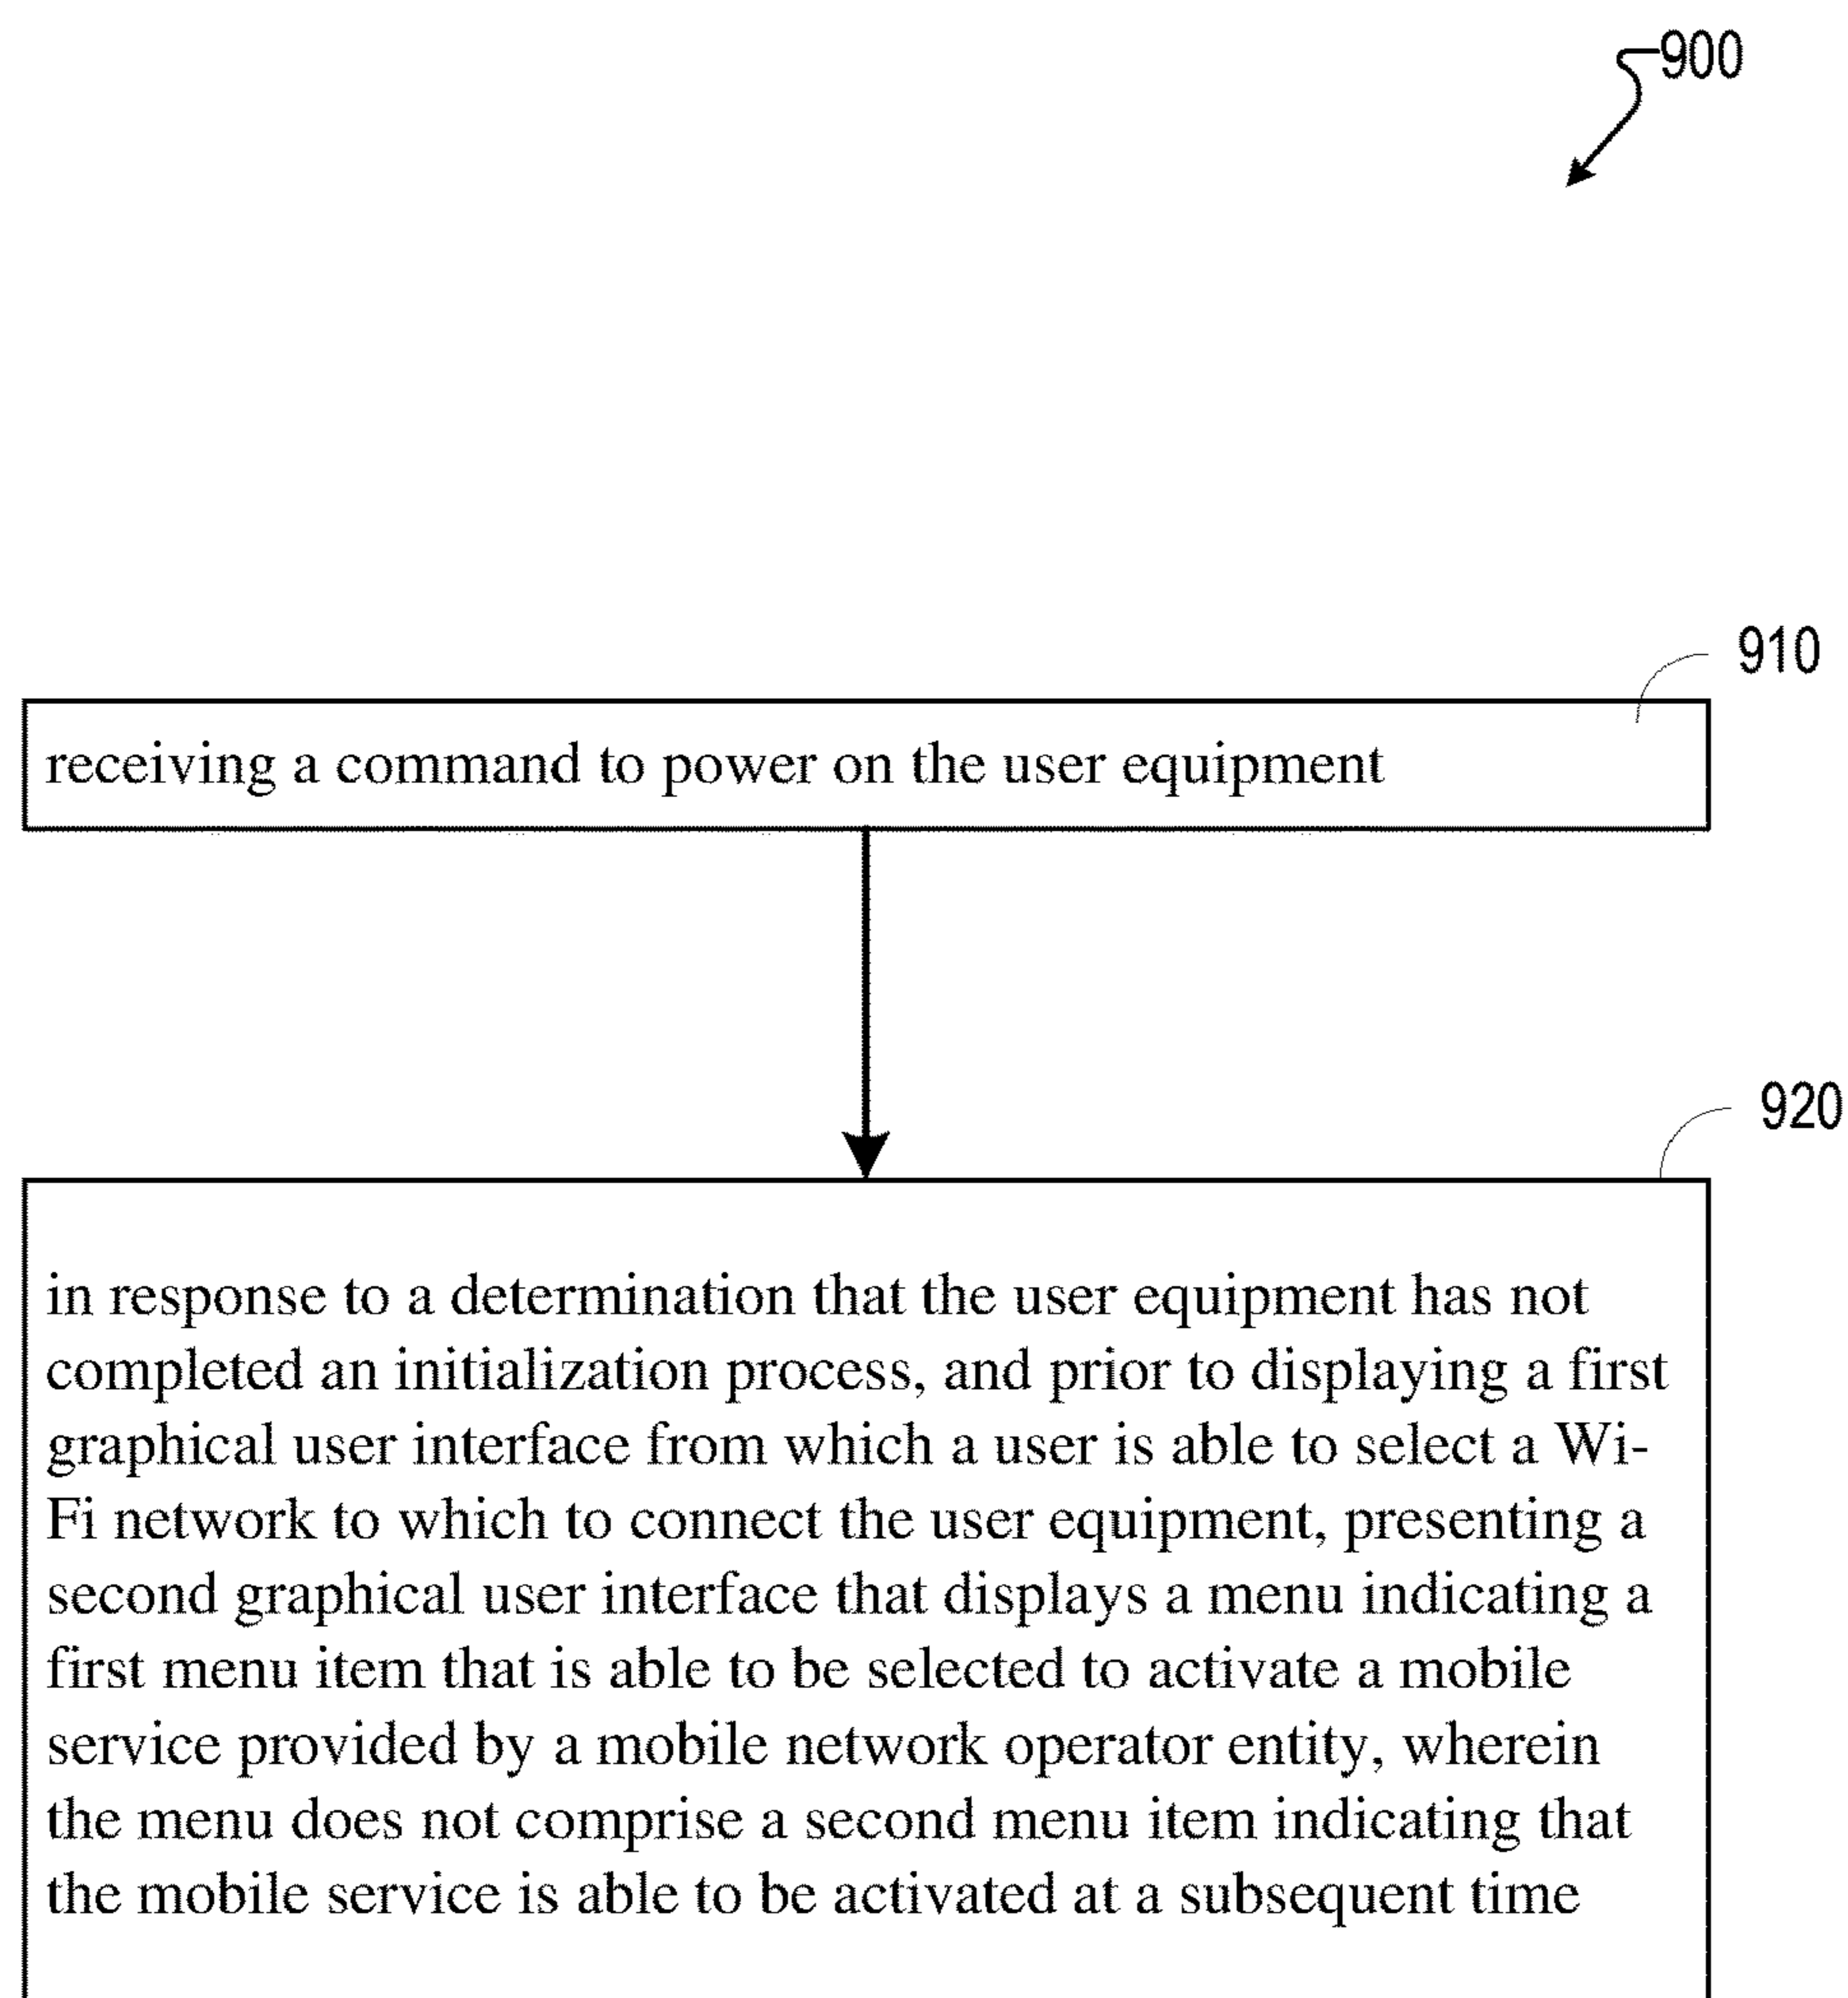 900
910
receiving a command to power on the user equipment
920
in response to a determination that the user equipment has not
completed an initialization process, and prior to displaying a first
graphical user interface from which a user is able to select a Wi-
Fi network to which to connect the user equipment, presenting a
second graphical user interface that displays a menu indicating a
first menu item that is able to be selected to activate a mobile
service provided by a mobile network operator entity, wherein
the menu does not comprise a second menu item indicating that
the mobile service is able to be activated at a subsequent time